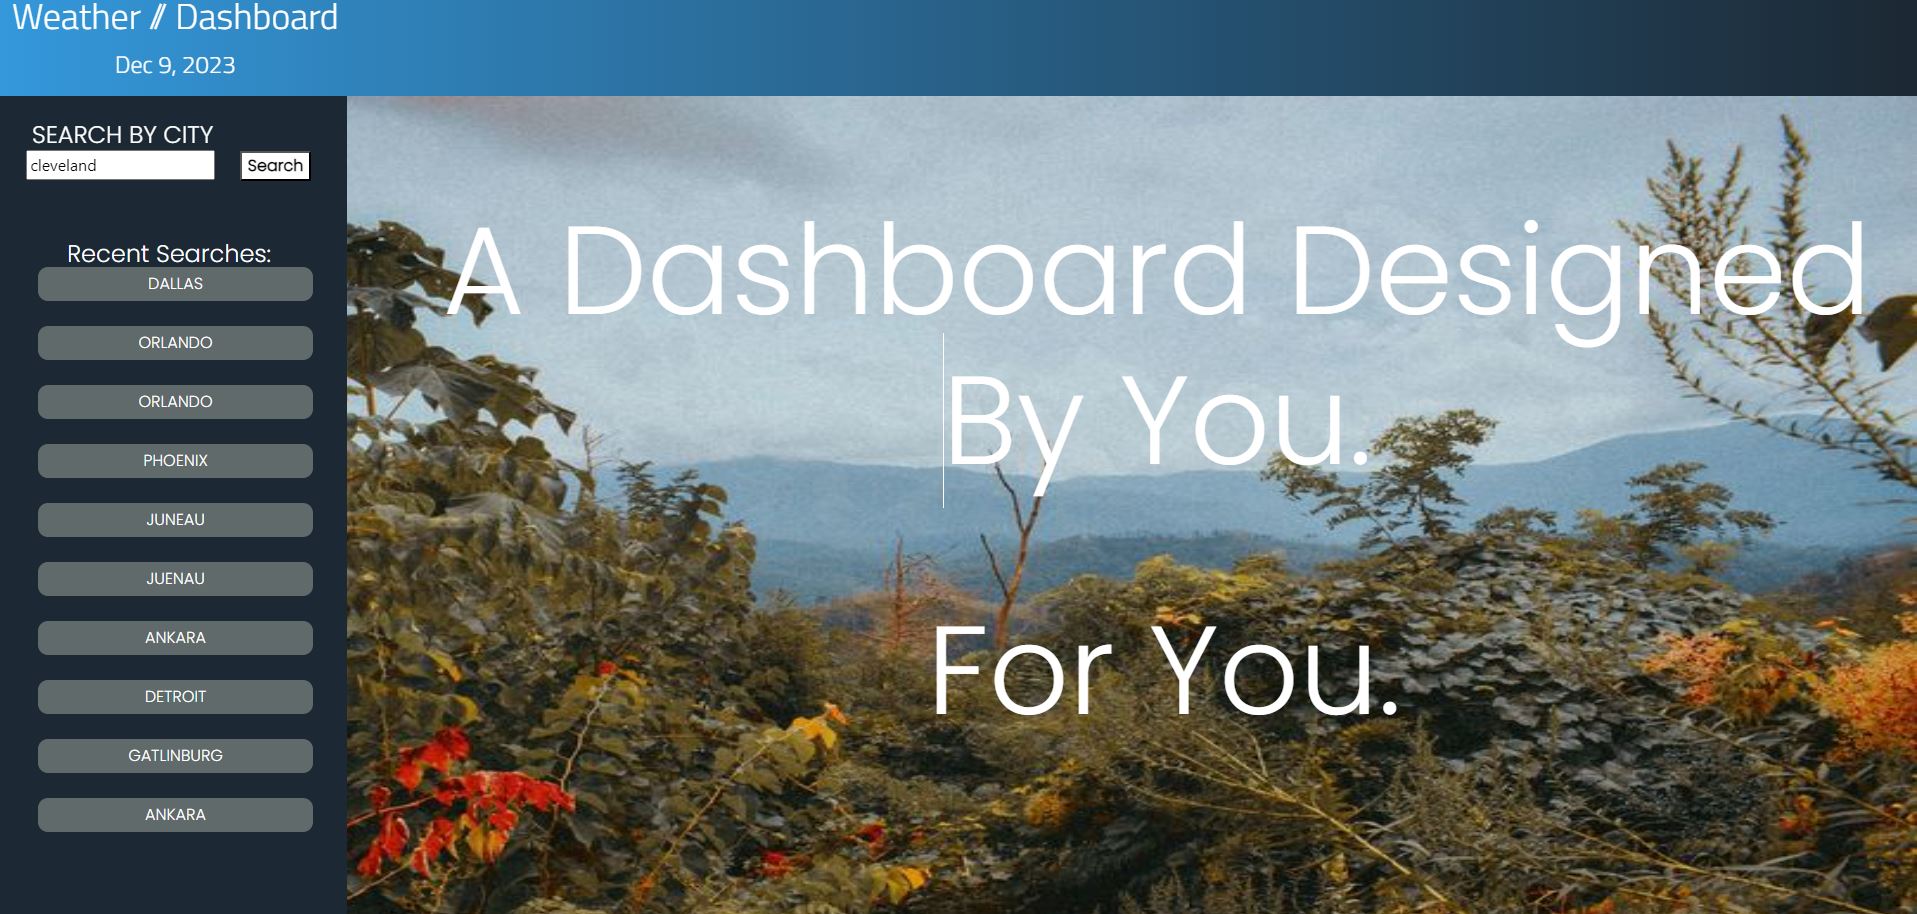 Weather // Dashboard
Dec 9, 2023
SEARCH BY CITY
cleveland
Search
Recent Searches:
DALLAS
ORLANDO
ORLANDO
PHOENIX
JUNEAU
JUENAU
ANKARA
DETROIT
GATLINBURG
ANKARA
A Dashboard Designed
By You.
For You.